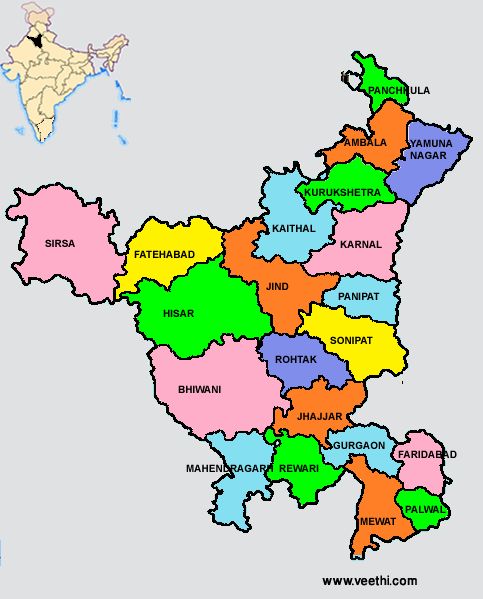 PANCHKULA
AMBALA
YAMUNA
NAGAR
KURUKSHETRA
KAITHAL
KARNAL
SIRSA
FATEHABAD
JIND
PANIPAT
HISAR
SONIPAT
ROHTAK
BHIWANI
JHAJJAR
GURGAON
FARIDABAD
MAHENDRAGARH
REWARI
PALWAL
MEWAT
www.veethi.com